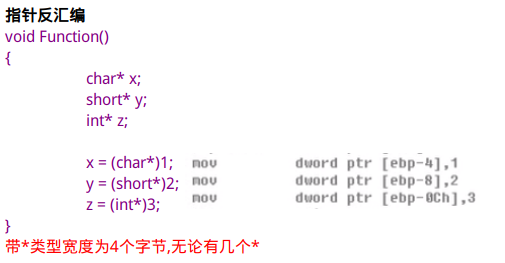 指针反汇编
void Function()
{
char* x;
short* y;
int* z;
x = (char*)1; mov dword ptr [ebp-4],1
y = (short*)2; mov dword ptr [ebp-8],2
z = (int*)3; mov dword ptr [ebp-0Ch],3
}
带*类型宽度为4个字节,无论有几个*